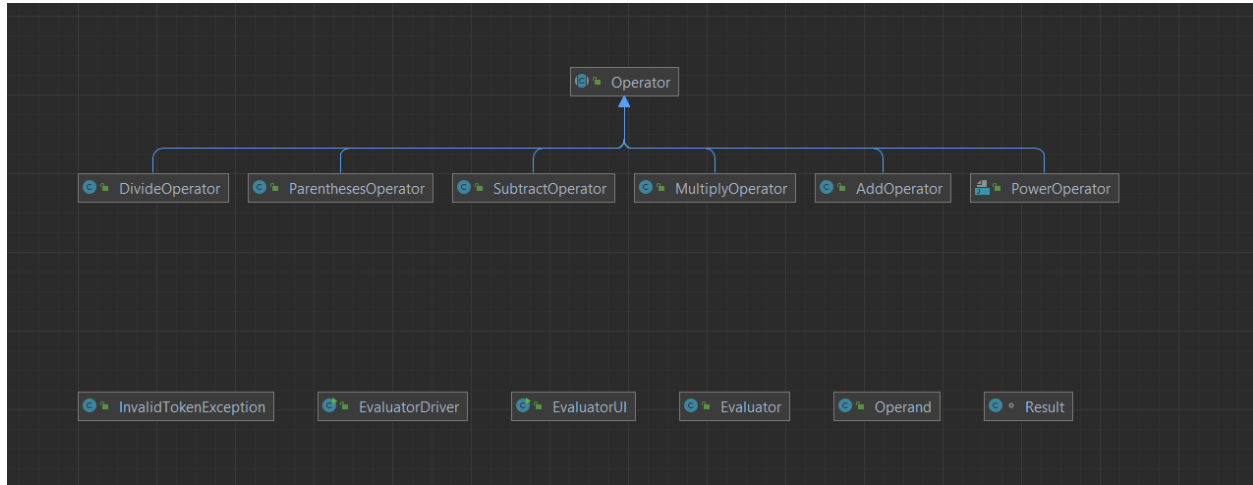 Operator
DivideOperator ParenthesesOperator SubtractOperator MultiplyOperator AddOperator PowerOperator
InvalidTokenException EvaluatorDriver EvaluatorUI Evaluator Operand Result